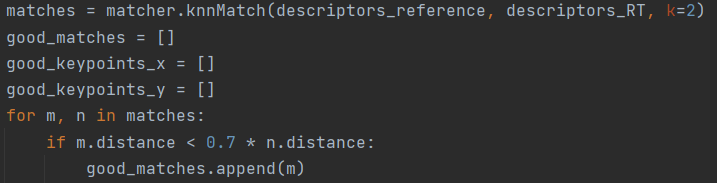 matches = matcher.knnMatch(descriptors_reference, descriptors_RT, k=2)
good_matches = []
good_keypoints_x = []
good_keypoints_y = []
for m, n in matches:
    if m.distance < 0.7 * n.distance:
        good_matches.append(m)